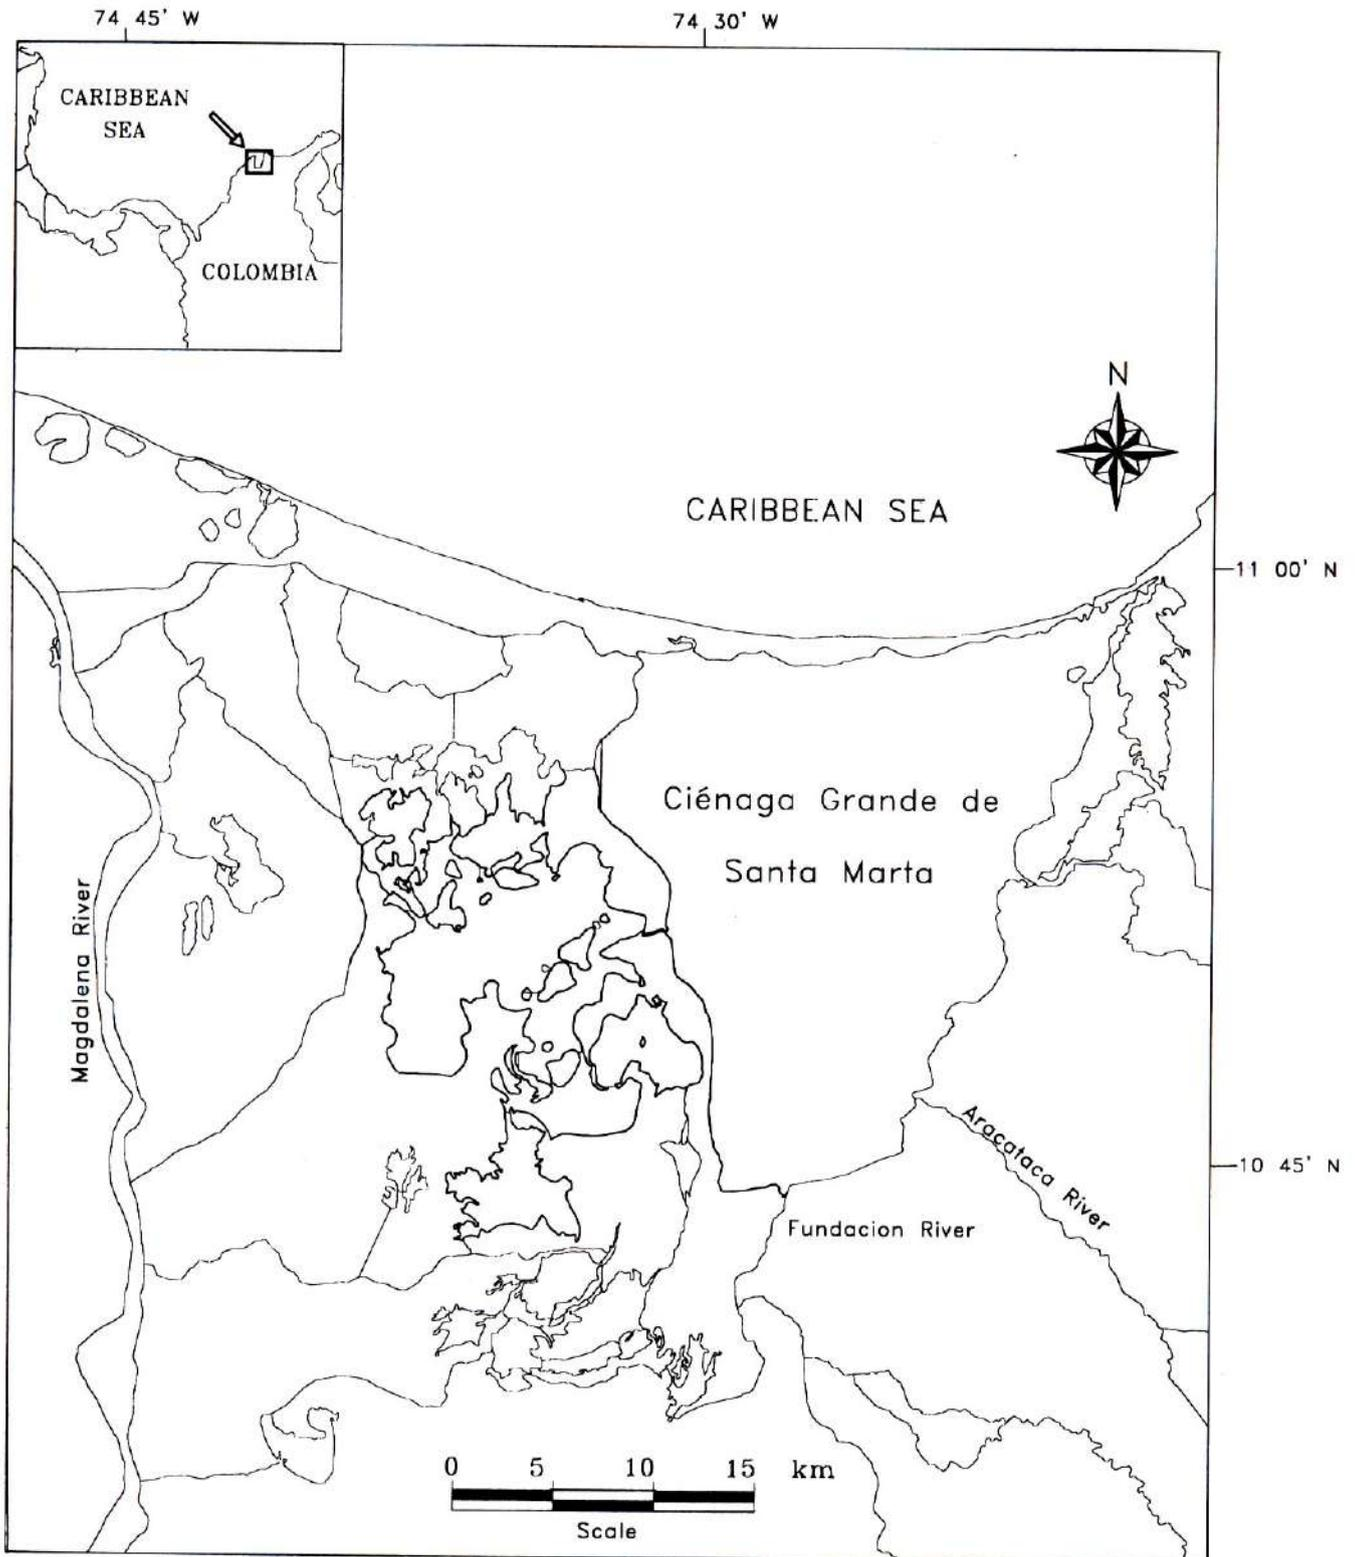 74 45' W
74 30' W
CARIBBEAN
SEA
COLOMBIA
N
CARIBBEAN SEA
11 00' N
Ciénaga Grande de
Santa Marta
Magdalena River
Aracataca River
10 45' N
Fundacion River
0 5 10 15 km
Scale